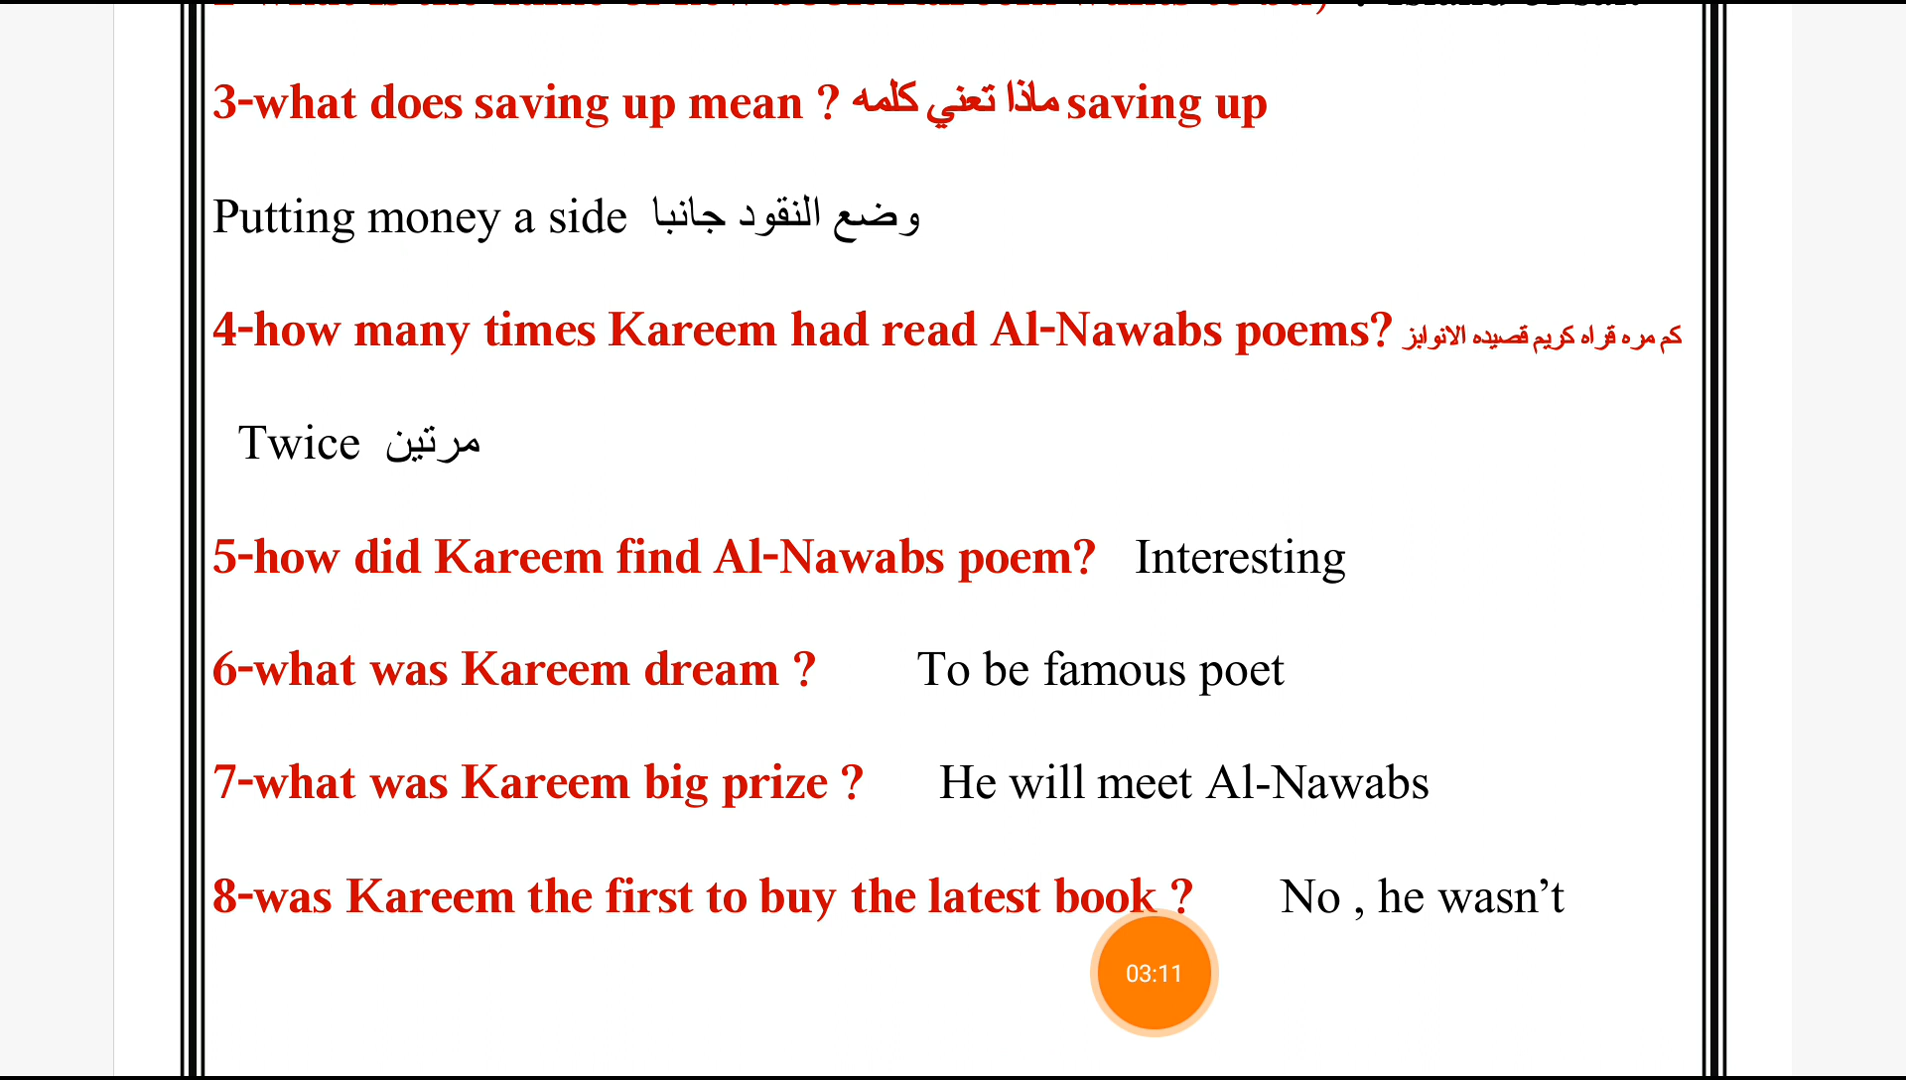 3-what does saving up mean ? ماذا تعني كلمه saving up
Putting money a side وضع النقود جانبا
4-how many times Kareem had read Al-Nawabs poems? كم مره قراه كريم قصيده الانوابز
Twice مرتين
5-how did Kareem find Al-Nawabs poem? Interesting
6-what was Kareem dream ? To be famous poet
7-what was Kareem big prize ? He will meet Al-Nawabs
8-was Kareem the first to buy the latest book ? No , he wasn’t
03:11